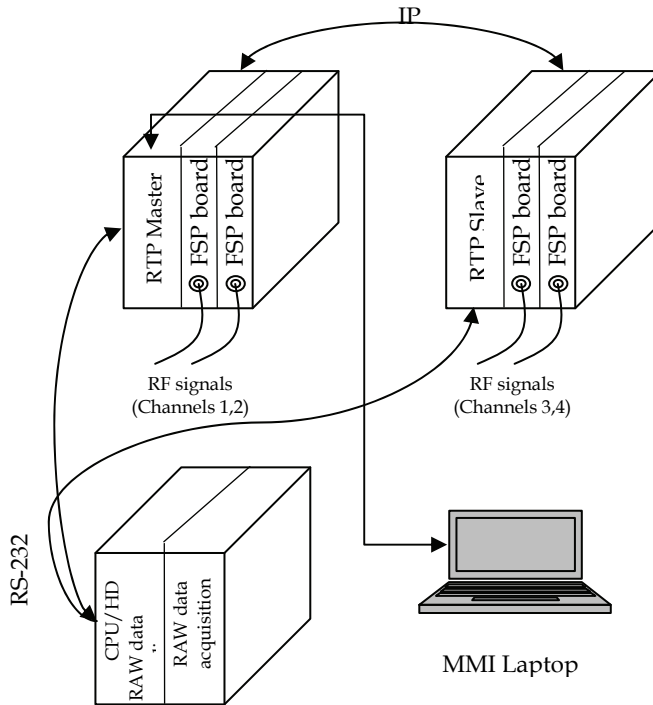 IP
RTP Master
FSP board
FSP board
RTP Slave
FSP board
FSP board
RF signals
(Channels 1,2)
RF signals
(Channels 3,4)
RS-232
CPU/HD
RAW data
RAW data
acquisition
MMI Laptop